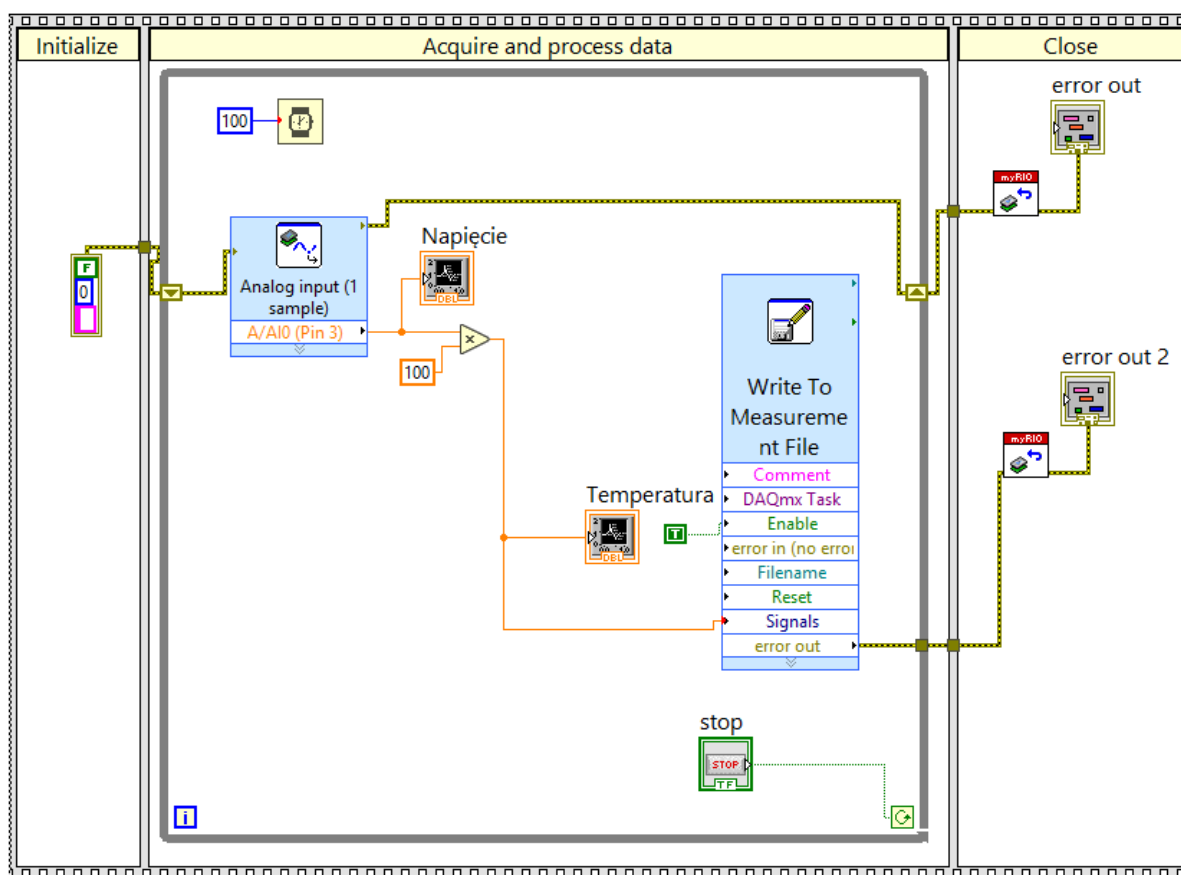 Initialize
Acquire and process data
Close
error out
100
myRIO
Napięcie
DBL
F
0
Analog input (1
sample)
A/AI0 (Pin 3)
x
100
error out 2
Write To
Measureme
nt File
myRIO
Comment
Temperatura
DAQmx Task
T
Enable
DBL
error in (no erro
Filename
Reset
Signals
error out
stop
STOP
TF
i